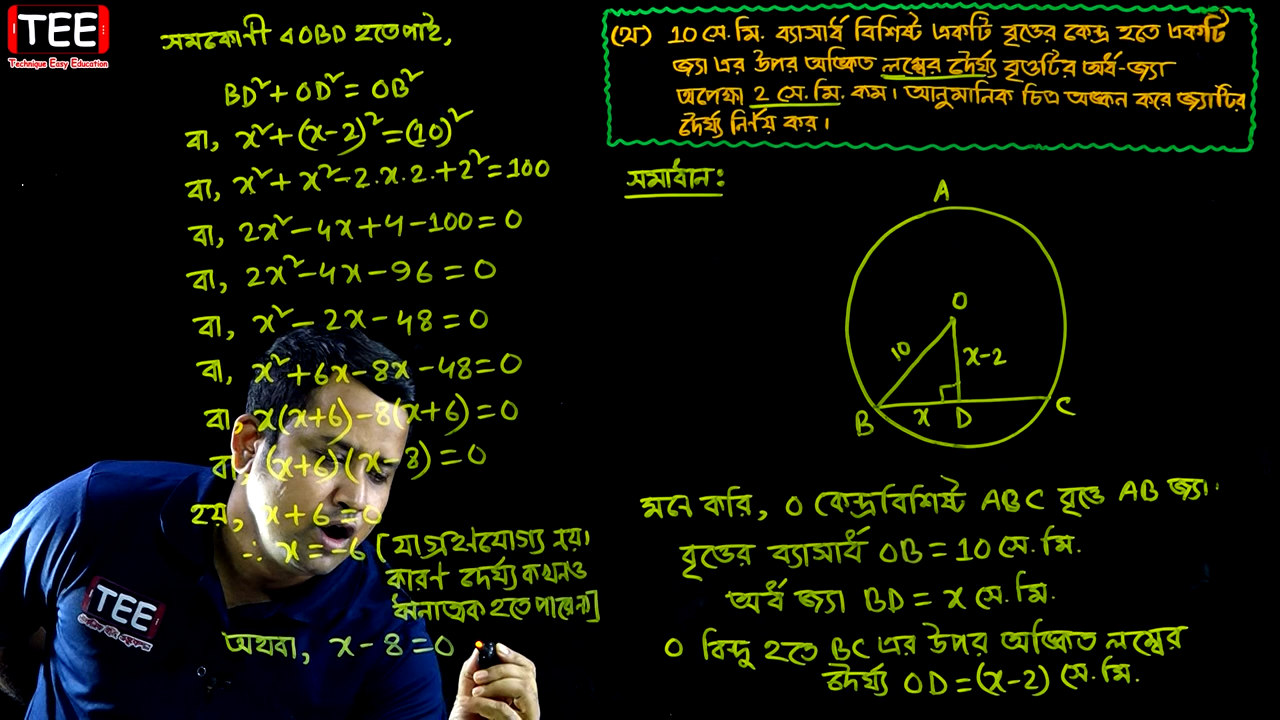 TEE
Technique Easy Education
সমকোণী ΔOBD হতে পাই,
BD² + OD² = OB²
বা, x² + (x-2)² = (10)²
বা, x² + x² - 2.x.2 + 2² = 100
বা, 2x² - 4x + 4 - 100 = 0
বা, 2x² - 4x - 96 = 0
বা, x² - 2x - 48 = 0
বা, x² + 6x - 8x - 48 = 0
বা, x(x+6) - 8(x+6) = 0
বা, (x+6)(x-8) = 0
হয়, x + 6 = 0
∴ x = -6 [যা গ্রহণযোগ্য নয়।
কারণ দৈর্ঘ্য কখনও
ঋনাত্বক হতে পারে না]
অথবা, x - 8 = 0
(থ) 10 সে.মি. ব্যাসার্ধ বিশিষ্ট একটি বৃত্তের কেন্দ্র হতে একটি
জ্যা এর উপর অঙ্কিত লম্বের দৈর্ঘ্য বৃত্তটির অর্ধ-জ্যা
অপেক্ষা 2 সে.মি. কম। আনুমানিক চিত্র অঙ্কন করে জ্যাটির
দৈর্ঘ্য নির্ণয় কর।
সমাধান:
A
O
10
x-2
B
x
D
C
মনে করি, O কেন্দ্রবিশিষ্ট ABC বৃত্তে AB জ্যা।
বৃত্তের ব্যাসার্ধ OB = 10 সে.মি.
অর্ধ জ্যা BD = x সে.মি.
O বিন্দু হতে BC এর উপর অঙ্কিত লম্বের
দৈর্ঘ্য OD = (x-2) সে.মি.
TEE